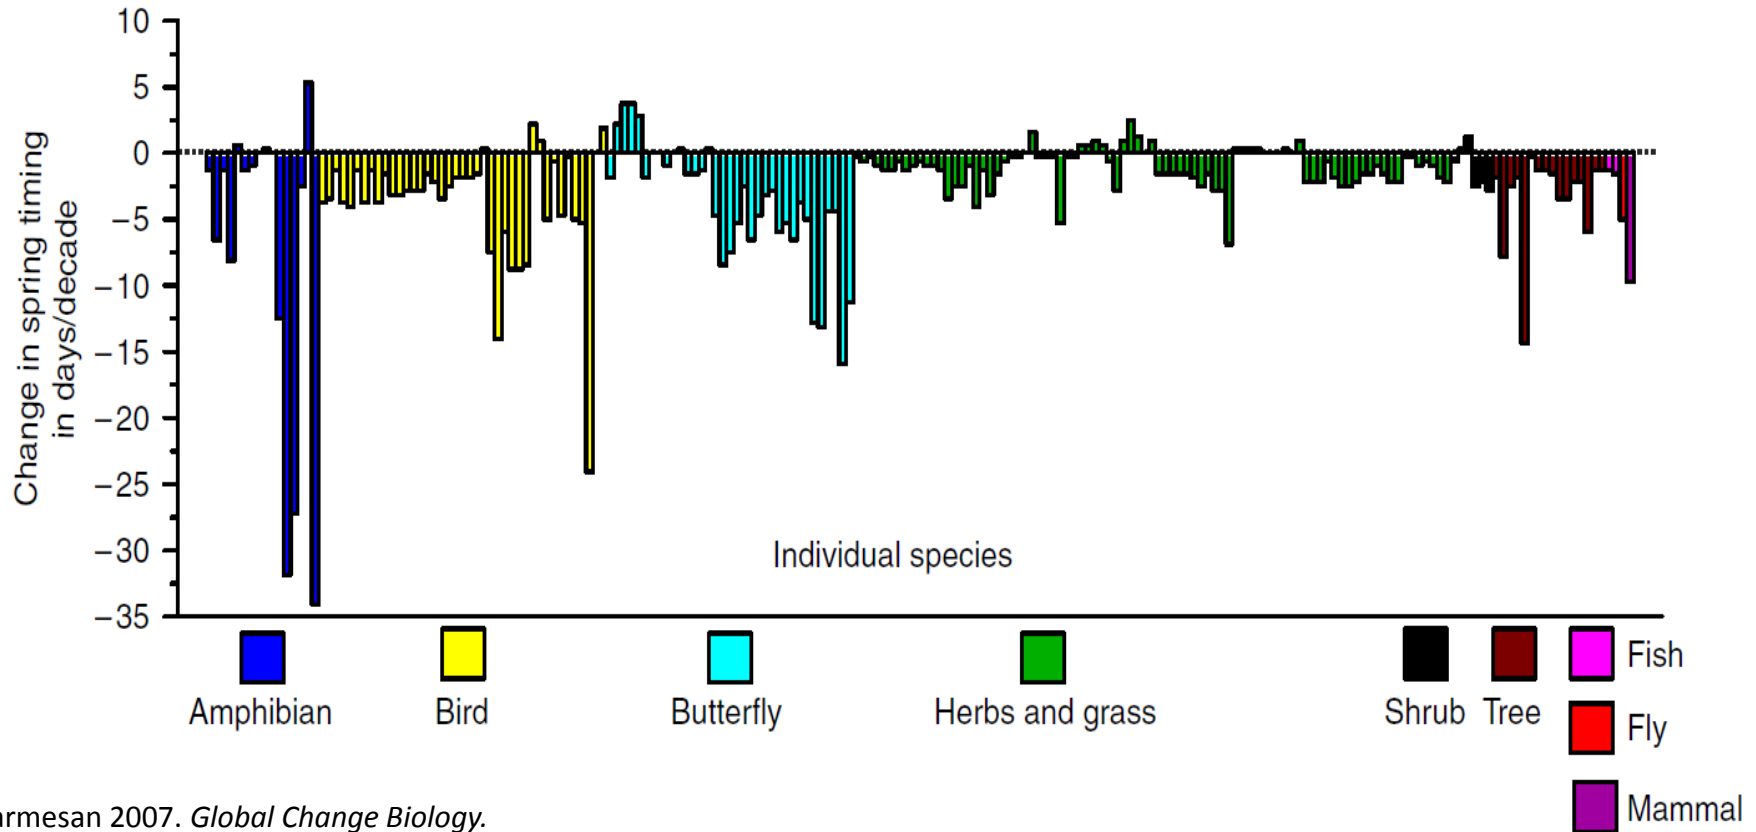 10
5
0
−5
−10
−15
−20
−25
−30
−35
Change in spring timing
in days/decade
Individual species
Amphibian
Bird
Butterfly
Herbs and grass
Shrub
Tree
Fish
Fly
Mammal
armesan 2007. Global Change Biology.